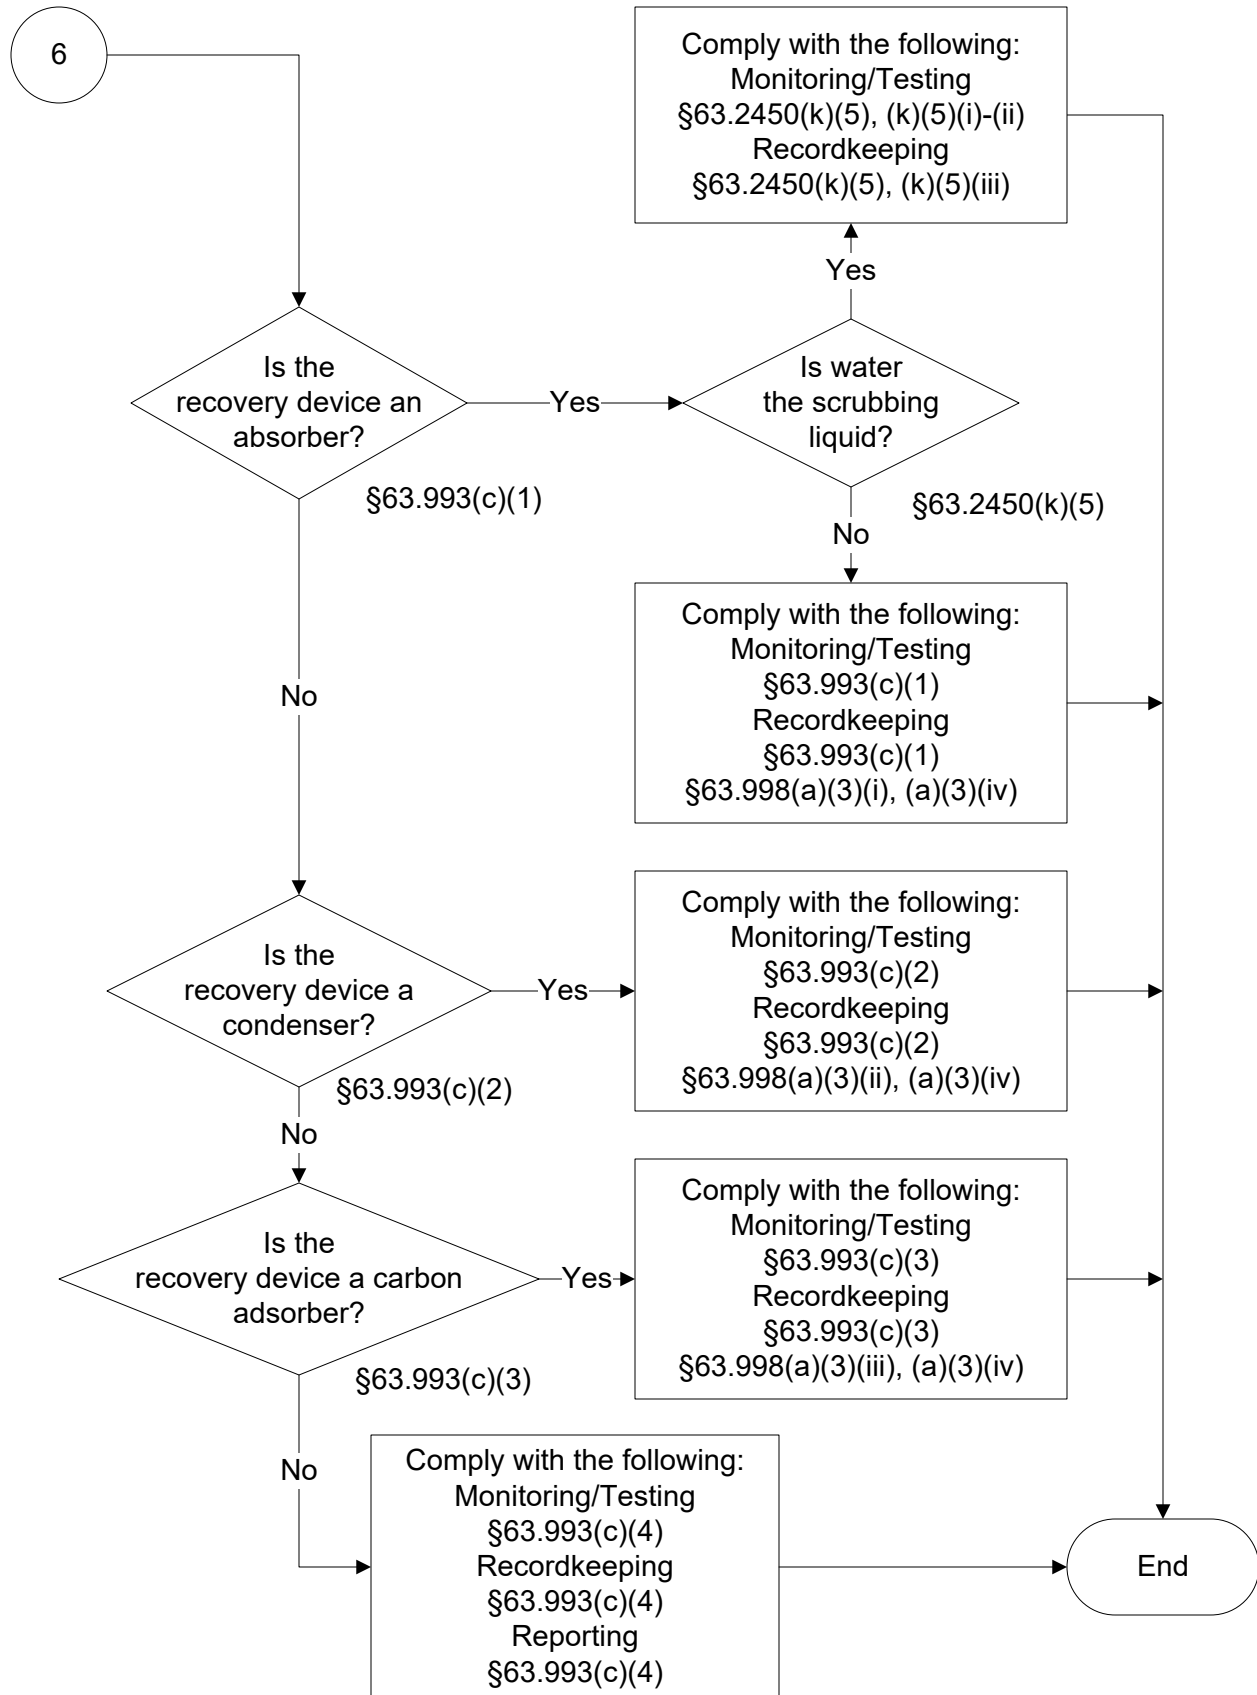 6
Comply with the following:
Monitoring/Testing
§63.2450(k)(5), (k)(5)(i)-(ii)
Recordkeeping
§63.2450(k)(5), (k)(5)(iii)
Yes
Is the
recovery device an
absorber?
Yes
Is water
the scrubbing
liquid?
§63.993(c)(1)
§63.2450(k)(5)
No
Comply with the following:
Monitoring/Testing
§63.993(c)(1)
Recordkeeping
§63.993(c)(1)
§63.998(a)(3)(i), (a)(3)(iv)
No
Is the
recovery device a
condenser?
Yes
Comply with the following:
Monitoring/Testing
§63.993(c)(2)
Recordkeeping
§63.993(c)(2)
§63.998(a)(3)(ii), (a)(3)(iv)
§63.993(c)(2)
No
Is the
recovery device a carbon
adsorber?
Yes
Comply with the following:
Monitoring/Testing
§63.993(c)(3)
Recordkeeping
§63.993(c)(3)
§63.998(a)(3)(iii), (a)(3)(iv)
§63.993(c)(3)
No
Comply with the following:
Monitoring/Testing
§63.993(c)(4)
Recordkeeping
§63.993(c)(4)
Reporting
§63.993(c)(4)
End